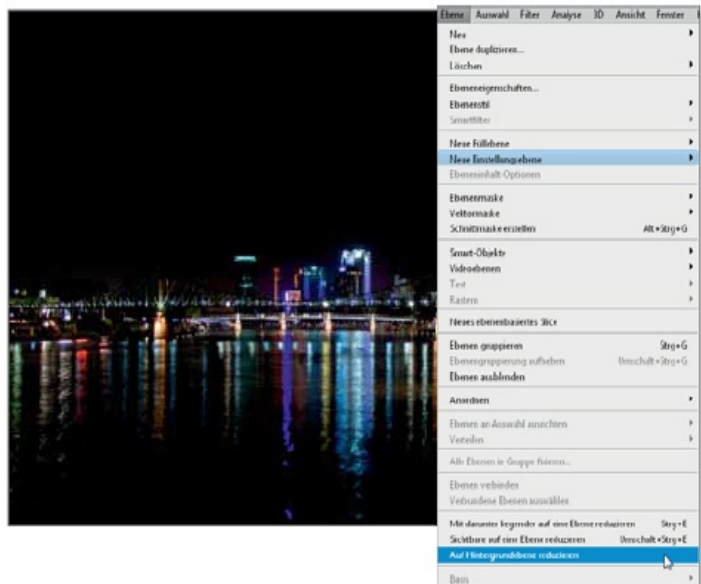 Ebene Auswahl Filter Analyse 3D Ansicht Fenster
Neu
Ebene duplizieren...
Löschen
Ebeneneigenschaften...
Ebenenstil
Smartfilter
Neue Füllebene
Neue Einstellungsebene
Ebeneninhalt-Optionen
Ebenenmaske
Vektormaske
Schnittmaske erstellen Alt+Strg+G
Smart-Objekte
Videoebenen
Text
Rastern
Neues ebenenbasiertes Slice
Ebenen gruppieren Strg+G
Ebenengruppierung aufheben Umschalt+Strg+G
Ebenen ausblenden
Anordnen
Ebenen an Auswahl ausrichten
Verteilen
Alle Ebenen in Gruppe fixieren...
Ebenen verbinden
Verbundene Ebenen auswählen
Mit darunter liegender auf eine Ebene reduzieren Strg+E
Sichtbare auf eine Ebene reduzieren Umschalt+Strg+E
Auf Hintergrundebene reduzieren
Basis